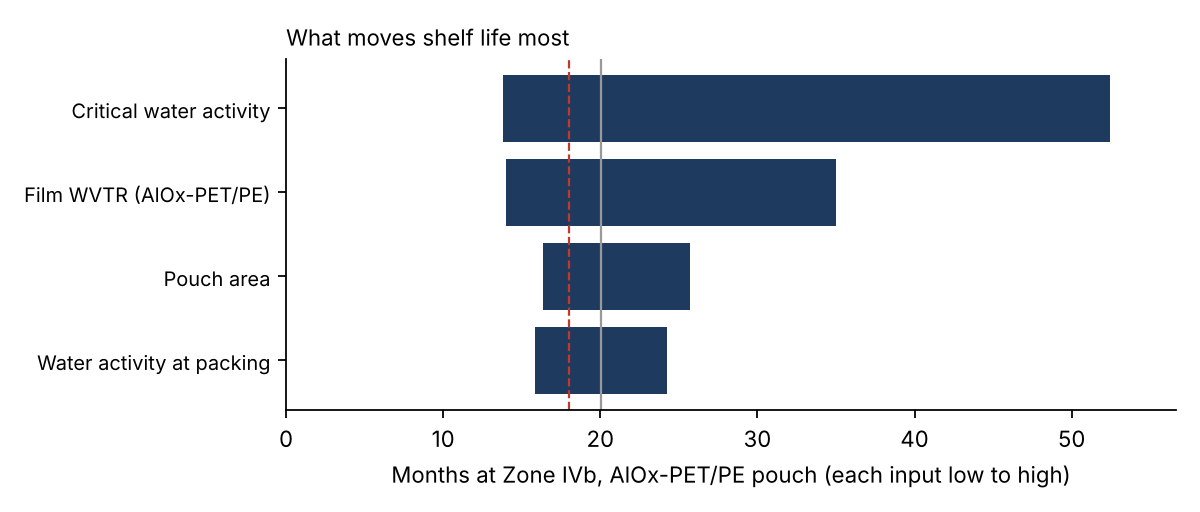 What moves shelf life most
Critical water activity
Film WVTR (AlOx-PET/PE)
Pouch area
Water activity at packing
0 10 20 30 40 50
Months at Zone IVb, AlOx-PET/PE pouch (each input low to high)